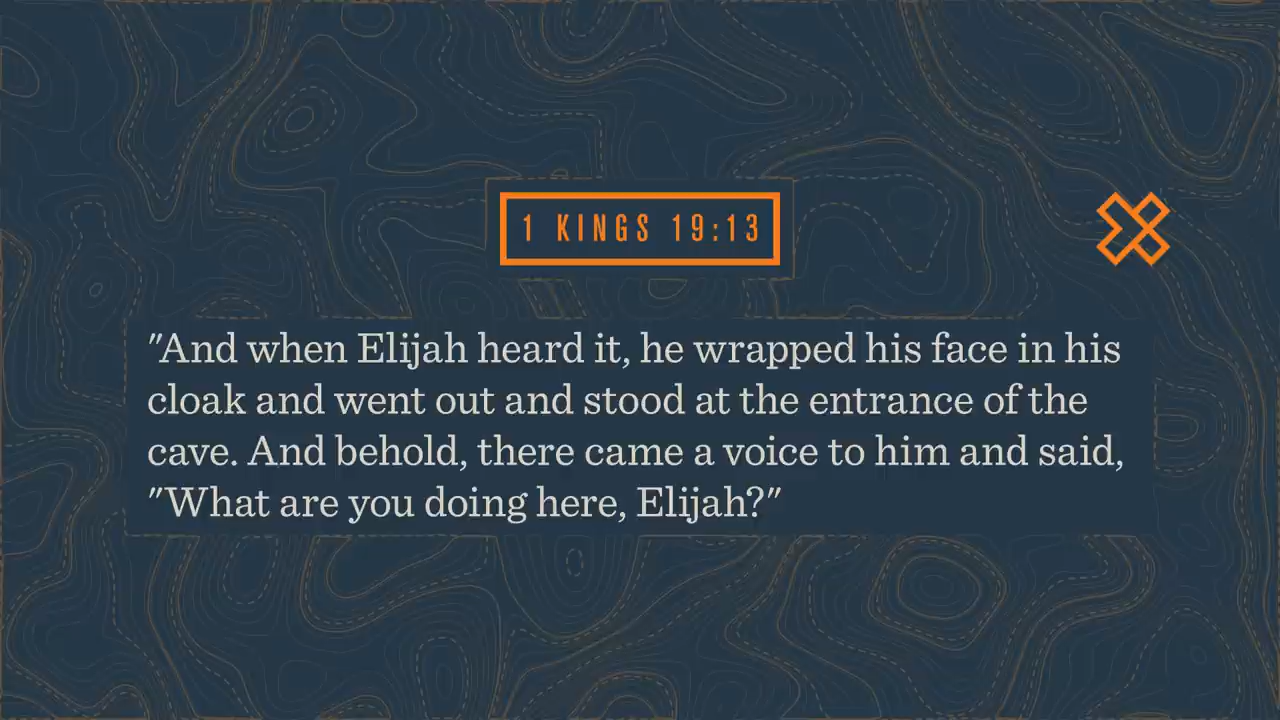 1 KINGS 19:13
"And when Elijah heard it, he wrapped his face in his
cloak and went out and stood at the entrance of the
cave. And behold, there came a voice to him and said,
"What are you doing here, Elijah?"